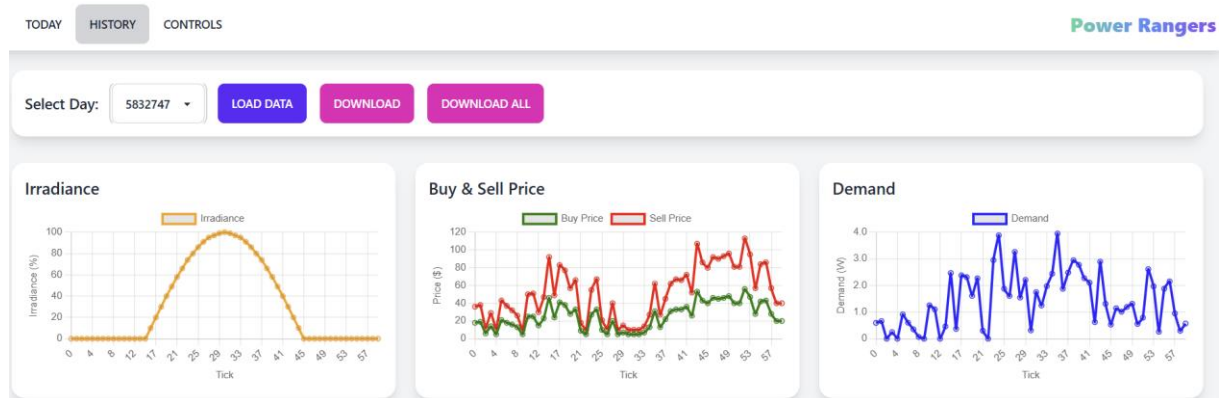 TODAY HISTORY CONTROLS Power Rangers
Select Day: 5832747 LOAD DATA DOWNLOAD DOWNLOAD ALL
Irradiance
Irradiance
Irradiance (%)
100
80
60
40
20
0
0 4 8 12 17 21 25 29 33 37 41 45 49 53 57
Tick
Buy & Sell Price
Buy Price Sell Price
Price ($)
120
100
80
60
40
20
0
0 4 8 12 17 21 25 29 33 37 41 45 49 53 57
Tick
Demand
Demand
Demand (W)
4.0
3.0
2.0
1.0
0
0 4 8 12 17 21 25 29 33 37 41 45 49 53 57
Tick